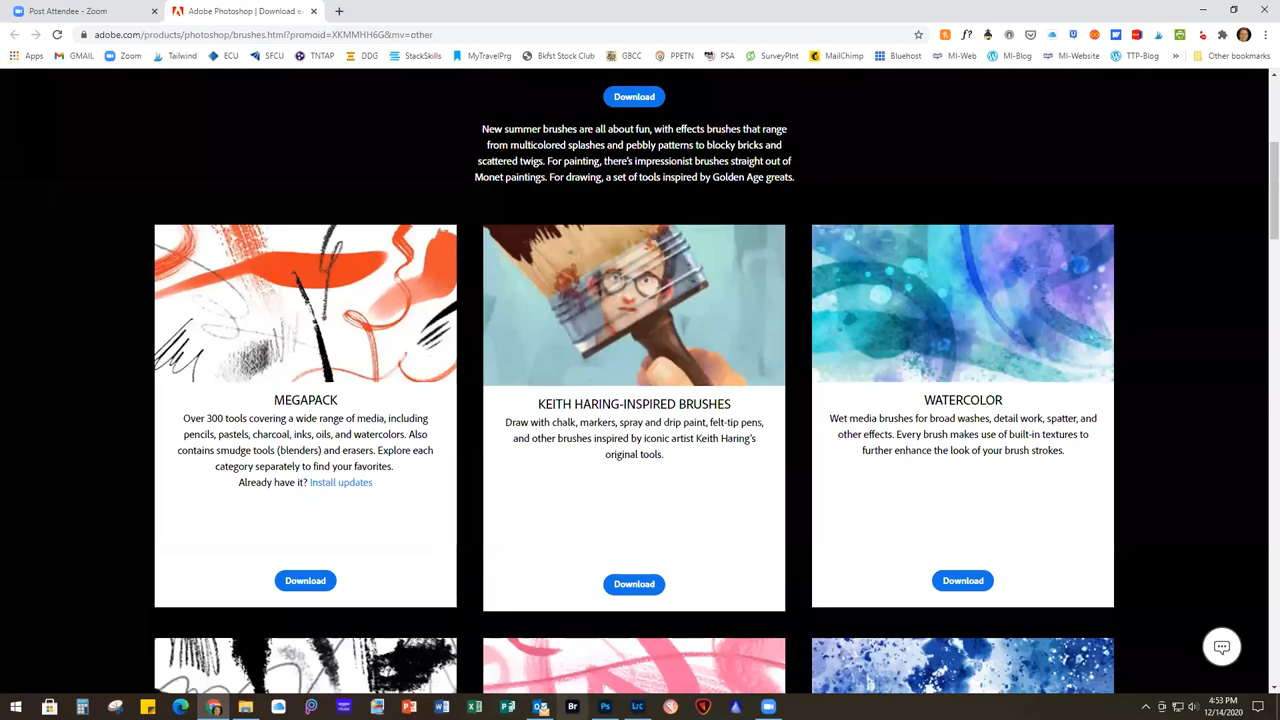 Post Attendee - Zoom
Adobe Photoshop | Download e
adobe.com/products/photoshop/brushes.html?promoid=XKMMHH6G&mv=other
Apps GMAIL Zoom Tailwind ECU SFCU TNTAP DDG StackSkills MyTravelPrg Bkfst Stock Club GBCC PPETN PSA SurveyPlnt MailChimp Bluehost MI-Web MI-Blog MI-Website TTP-Blog » Other bookmarks
Download
New summer brushes are all about fun, with effects brushes that range
from multicolored splashes and pebbly patterns to blocky bricks and
scattered twigs. For painting, there's impressionist brushes straight out of
Monet paintings. For drawing, a set of tools inspired by Golden Age greats.
MEGAPACK
Over 300 tools covering a wide range of media, including
pencils, pastels, charcoal, inks, oils, and watercolors. Also
contains smudge tools (blenders) and erasers. Explore each
category separately to find your favorites.
Already have it? Install updates
Download
KEITH HARING-INSPIRED BRUSHES
Draw with chalk, markers, spray and drip paint, felt-tip pens,
and other brushes inspired by iconic artist Keith Haring's
original tools.
Download
WATERCOLOR
Wet media brushes for broad washes, detail work, spatter, and
other effects. Every brush makes use of built-in textures to
further enhance the look of your brush strokes.
Download
Br Ps Lrc
4:53 PM
12/14/2020